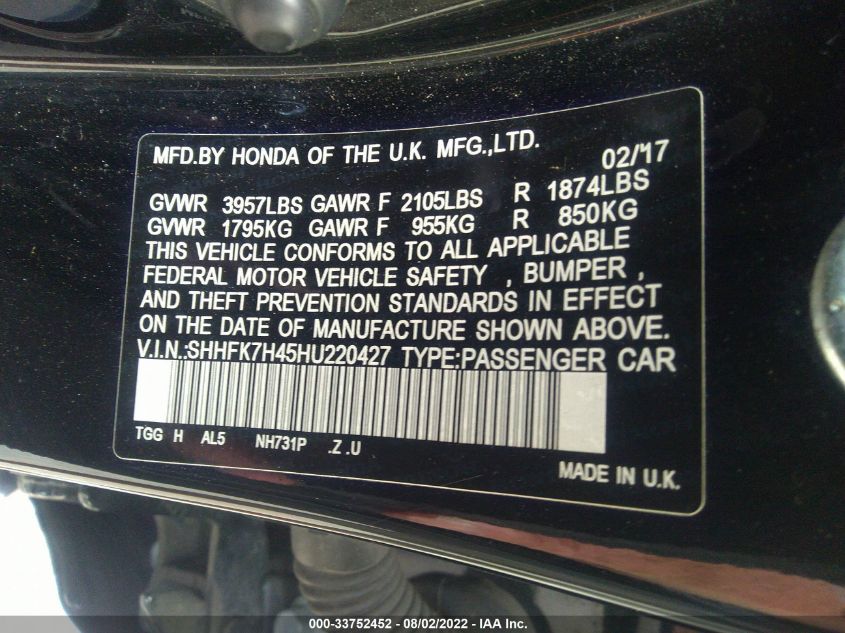 MFD.BY HONDA OF THE U.K. MFG.,LTD. 02/'17
GVWR 3957LBS GAWR F 2105LBS R 1874LBS
GVWR 1795KG GAWR F 955KG R 850KG
THIS VEHICLE CONFORMS TO ALL APPLICABLE
FEDERAL MOTOR VEHICLE SAFETY , BUMPER ,
AND THEFT PREVENTION STANDARDS IN EFFECT
ON THE DATE OF MANUFACTURE SHOWN ABOVE.
V.I.N.:SHHFK7H45HU220427 TYPE:PASSENGER CAR
TGG H AL5 NH731P .Z .U
MADE IN U.K.
000-33752452 - 08/02/2022 - IAA Inc.